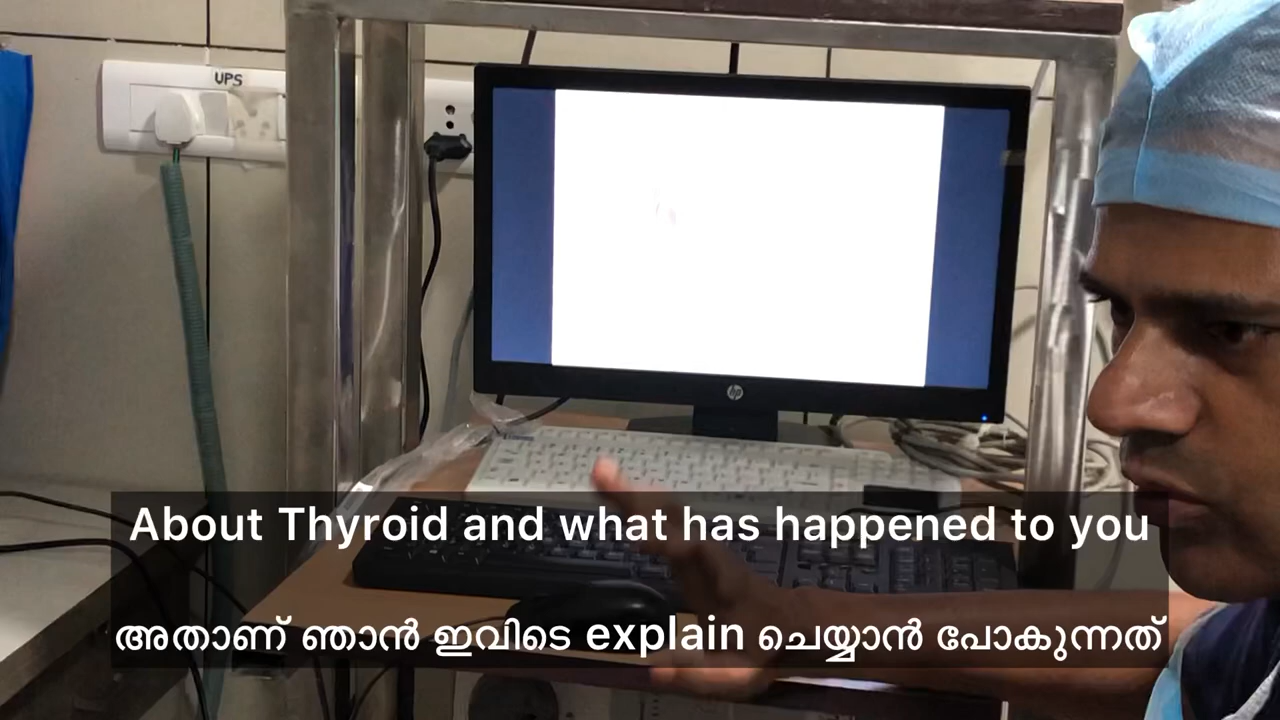 UPS
hp
About Thyroid and what has happened to you
അതാണ് ഞാൻ ഇവിടെ explain ചെയ്യാൻ പോകുന്നത്